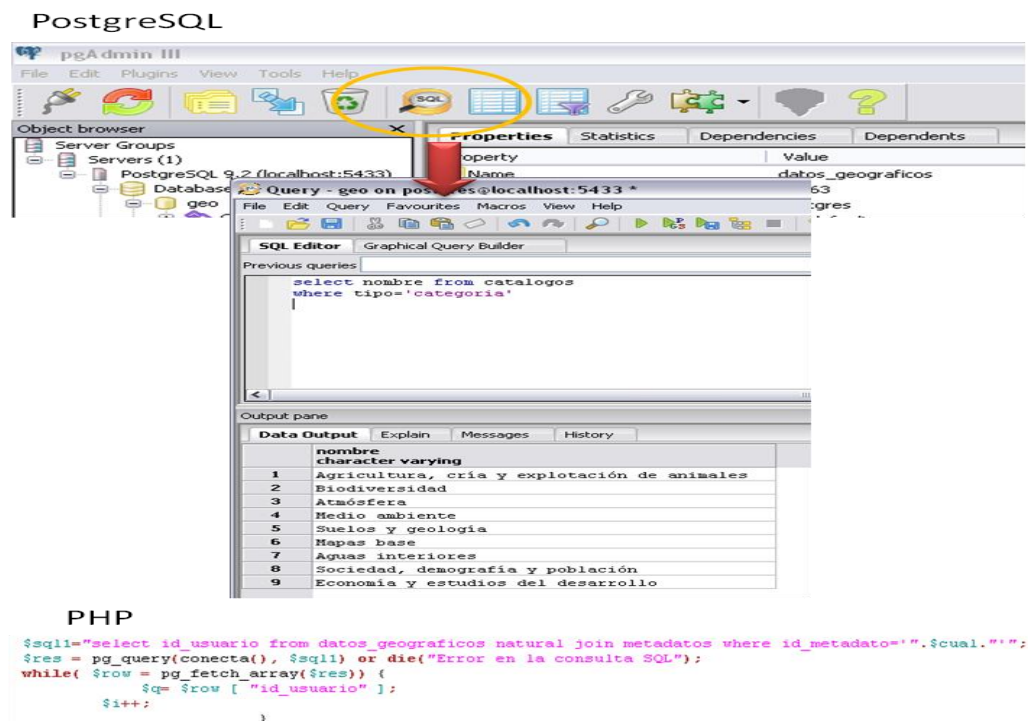 PostgreSQL
pgAdmin III
File Edit Plugins View Tools Help
SQL
Object browser
Properties Statistics Dependencies Dependents
Server Groups
Servers (1)
PostgreSQL 9.2 (localhost:5433)
Database
geo
operty Value
Name datos_geograficos
63
Query - geo on postgres@localhost:5433 *
File Edit Query Favourites Macros View Help
SQL Editor Graphical Query Builder
Previous queries
select nombre from catalogos
where tipo='categoria'
Output pane
Data Output Explain Messages History
nombre
character varying
1 Agricultura, cría y explotación de animales
2 Biodiversidad
3 Atmósfera
4 Medio ambiente
5 Suelos y geología
6 Mapas base
7 Aguas interiores
8 Sociedad, demografía y población
9 Economía y estudios del desarrollo
PHP
$sql1="select id_usuario from datos_geograficos natural join metadatos where id_metadato='".$cual."'";
$res = pg_query(conecta(), $sql1) or die("Error en la consulta SQL");
while( $row = pg_fetch_array($res)) {
$q= $row [ "id_usuario" ];
$i++;
}